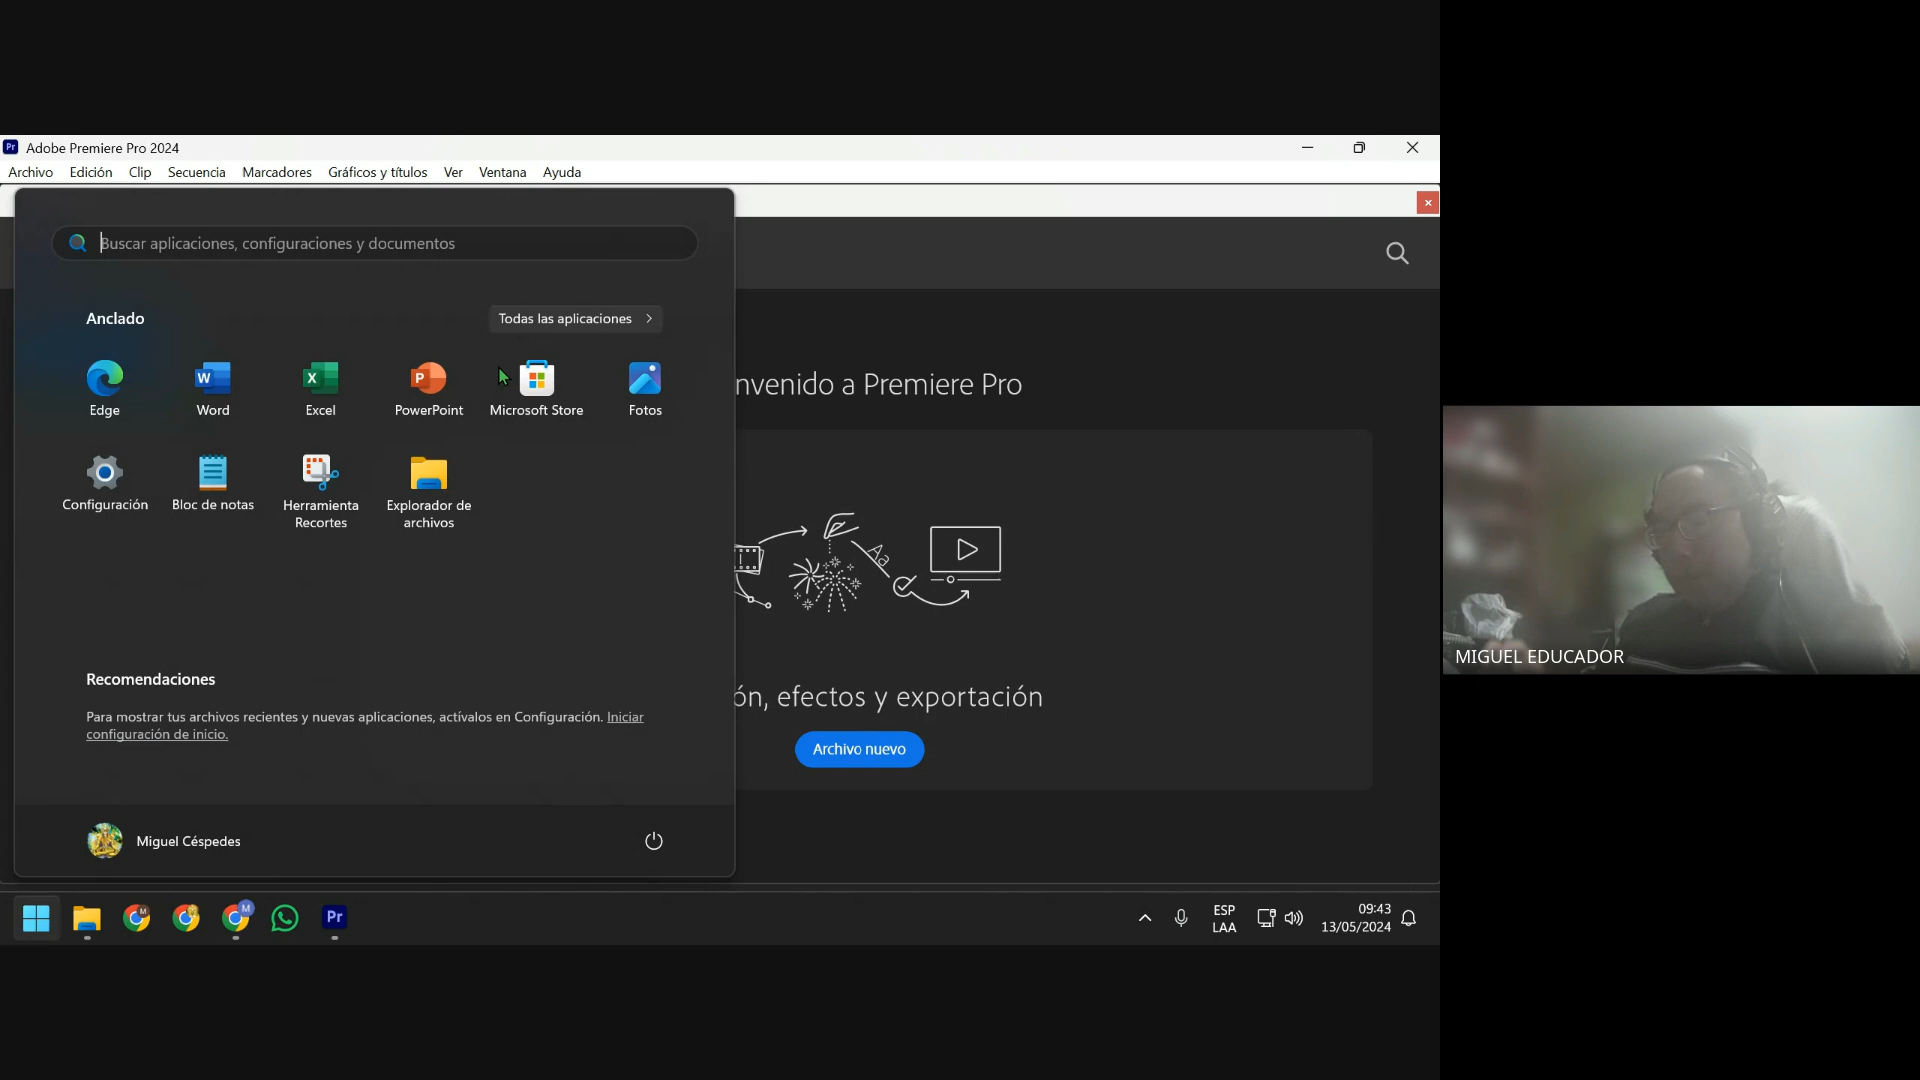 Adobe Premiere Pro 2024
Archivo Edición Clip Secuencia Marcadores Gráficos y títulos Ver Ventana Ayuda
Buscar aplicaciones, configuraciones y documentos
Anclado
Todas las aplicaciones
Edge
Word
Excel
PowerPoint
Microsoft Store
Fotos
Configuración
Bloc de notas
Herramienta
Recortes
Explorador de
archivos
Recomendaciones
Para mostrar tus archivos recientes y nuevas aplicaciones, actívalos en Configuración. Iniciar
configuración de inicio.
Miguel Céspedes
nvenido a Premiere Pro
Aa
ón, efectos y exportación
Archivo nuevo
MIGUEL EDUCADOR
ESP
LAA
09:43
13/05/2024